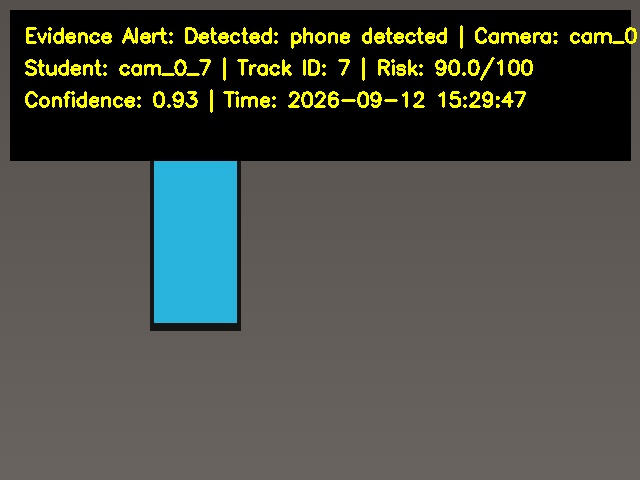 Evidence Alert: Detected: phone detected | Camera: cam_0
Student: cam_0_7 | Track ID: 7 | Risk: 90.0/100
Confidence: 0.93 | Time: 2026-09-12 15:29:47